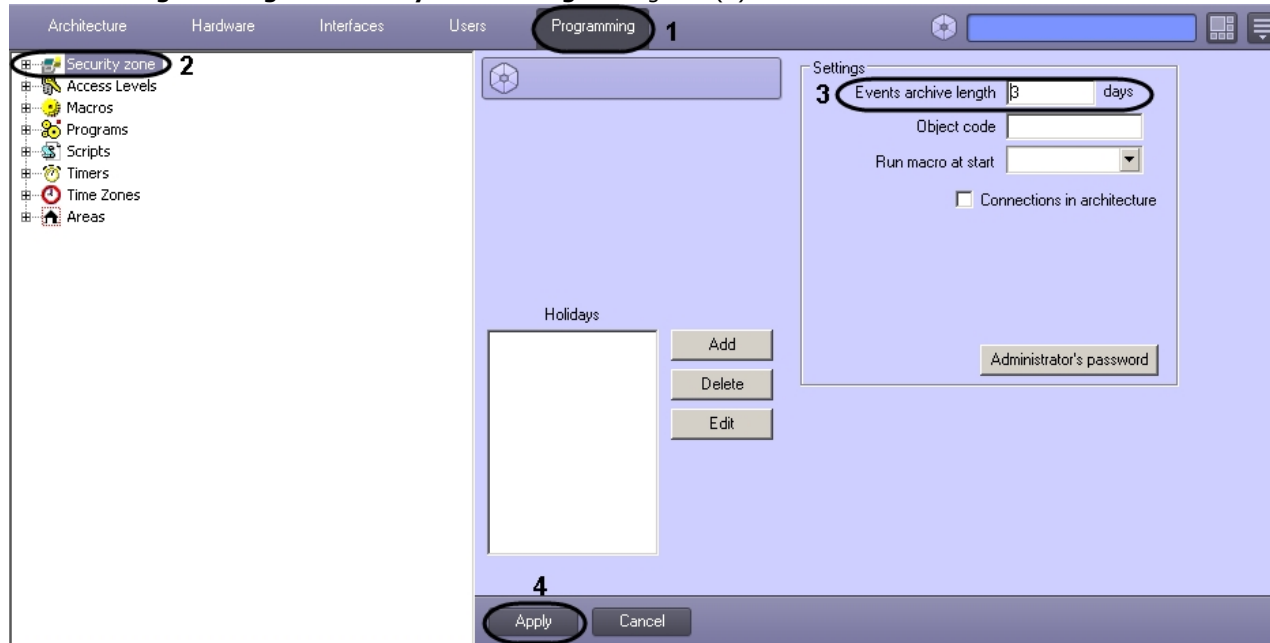 Architecture Hardware Interfaces Users Programming 1
Security zone 2
Access Levels
Macros
Programs
Scripts
Timers
Time Zones
Areas
Settings
3 Events archive length 3 days
Object code
Run macro at start
Connections in architecture
Administrator's password
Holidays
Add
Delete
Edit
4
Apply Cancel